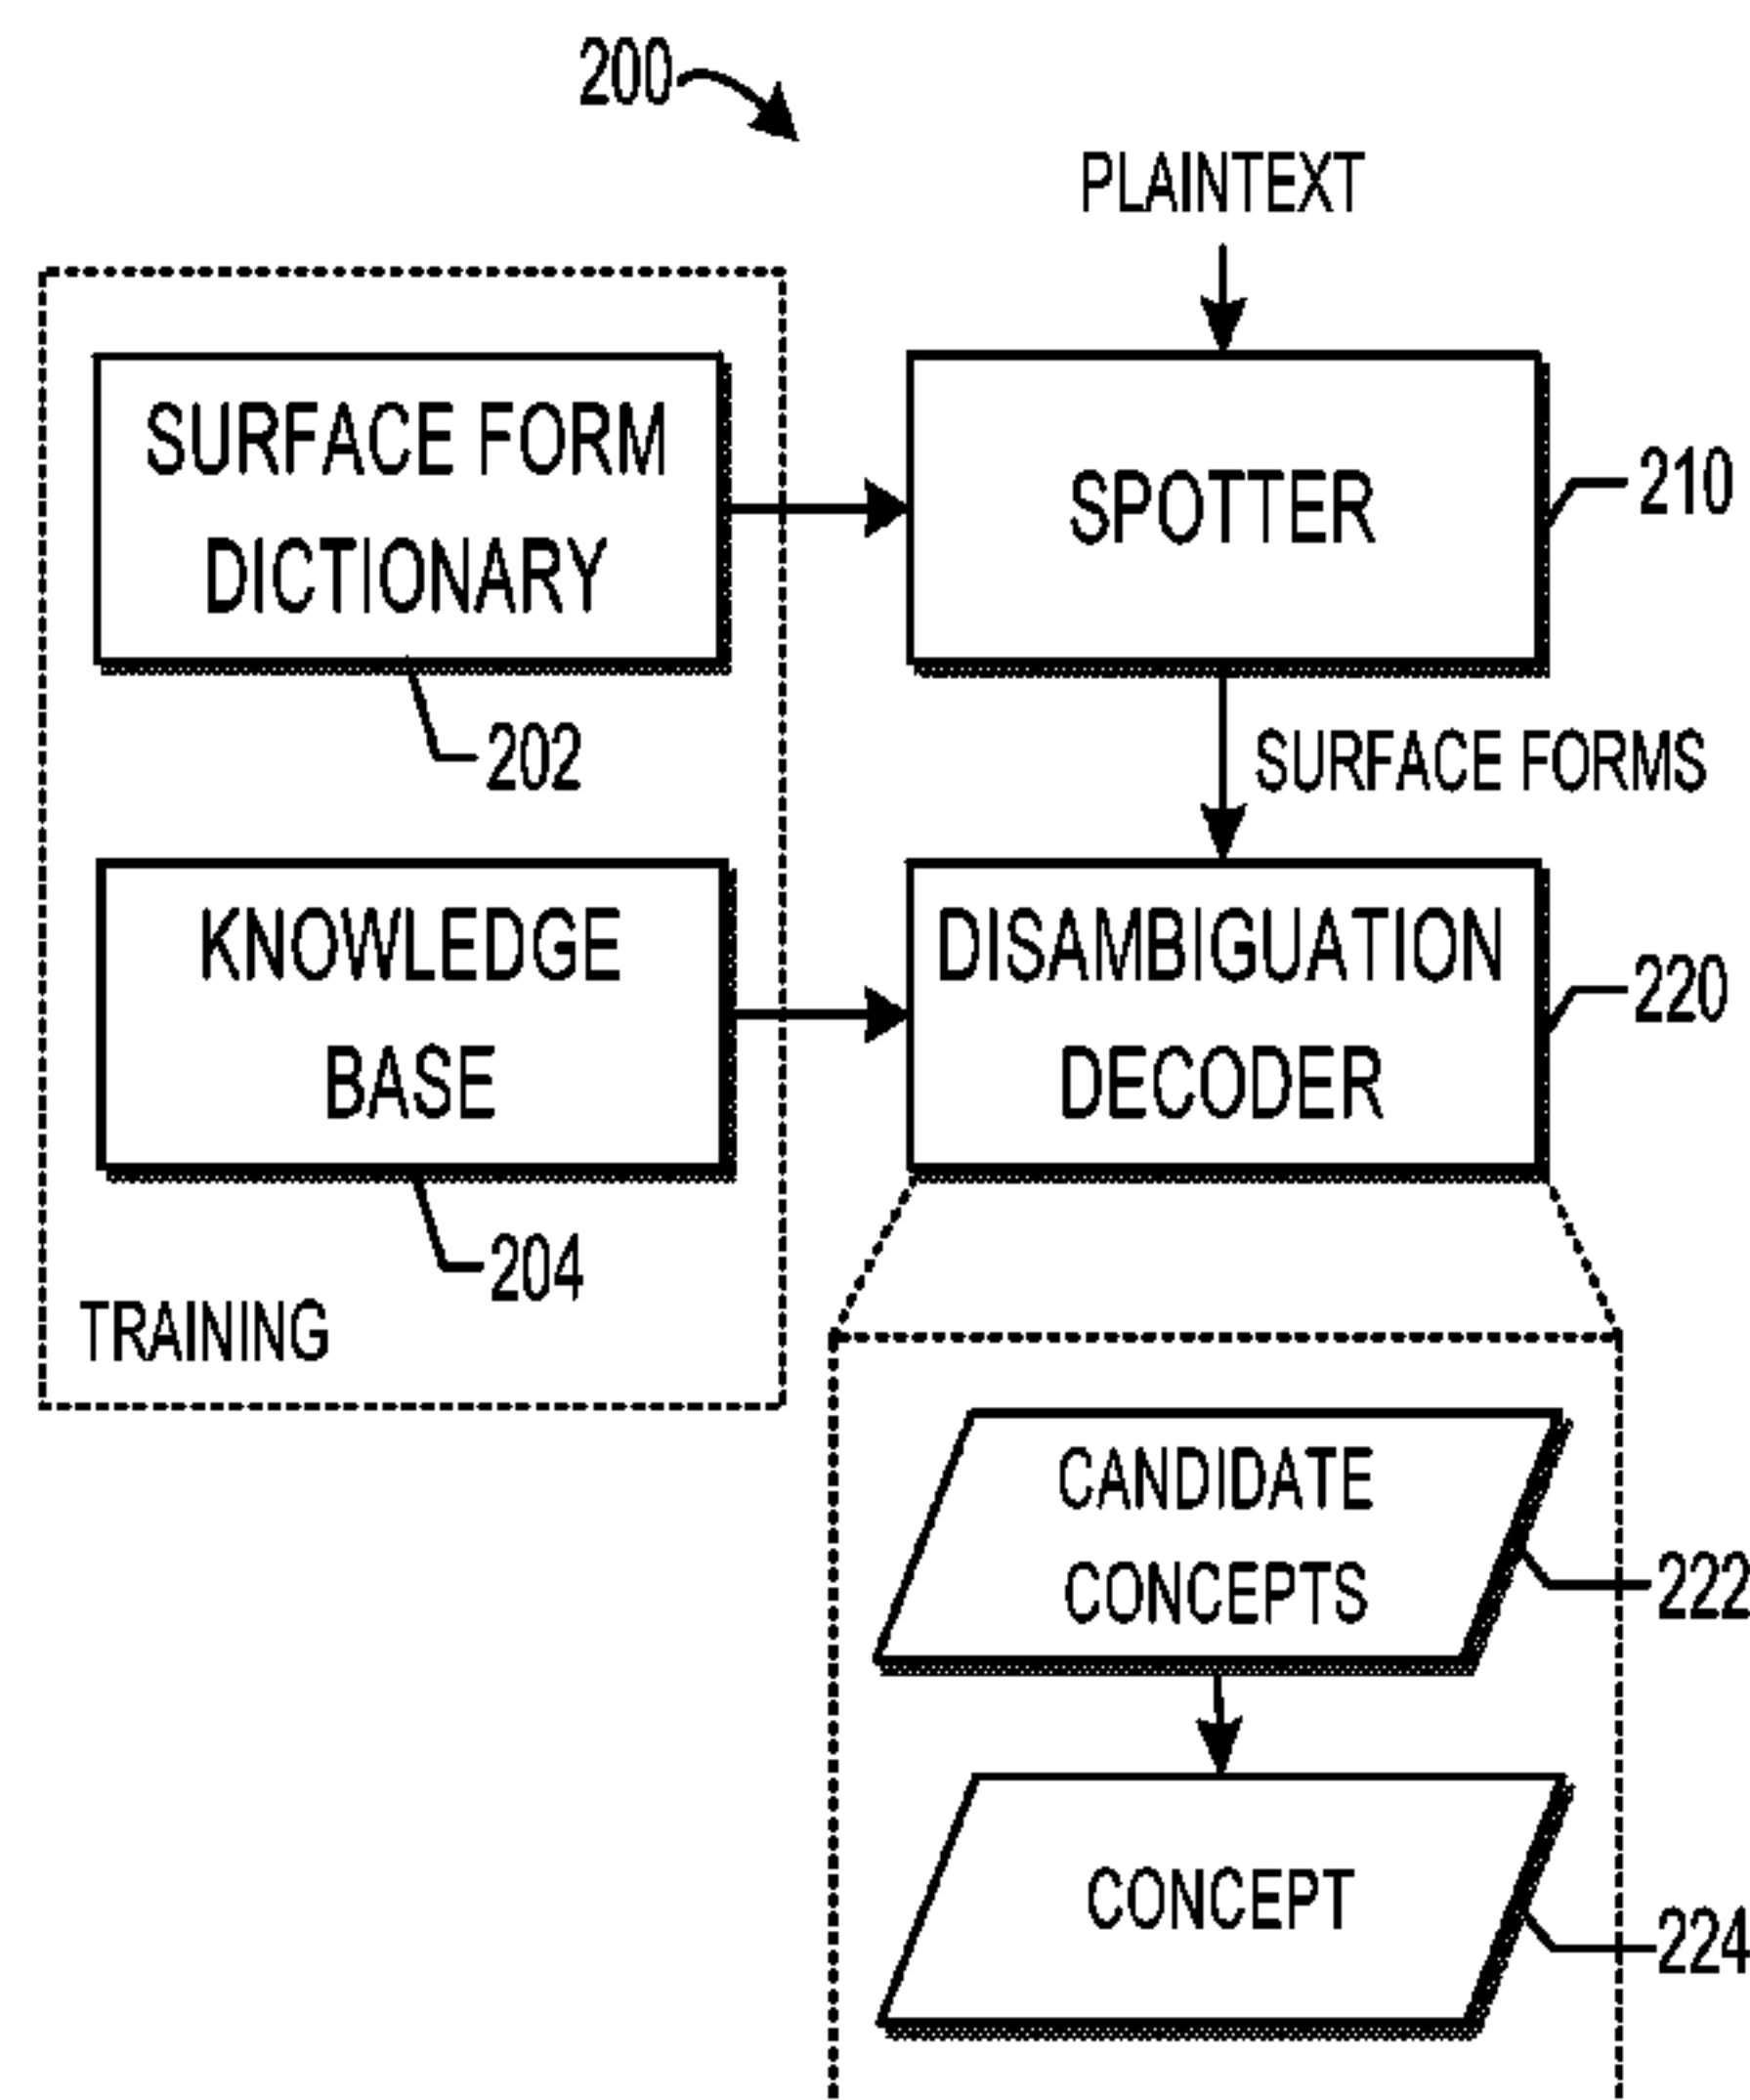 200
PLAINTEXT
SURFACE FORM
DICTIONARY
202
SPOTTER
210
SURFACE FORMS
KNOWLEDGE
BASE
204
TRAINING
DISAMBIGUATION
DECODER
220
CANDIDATE
CONCEPTS
222
CONCEPT
224